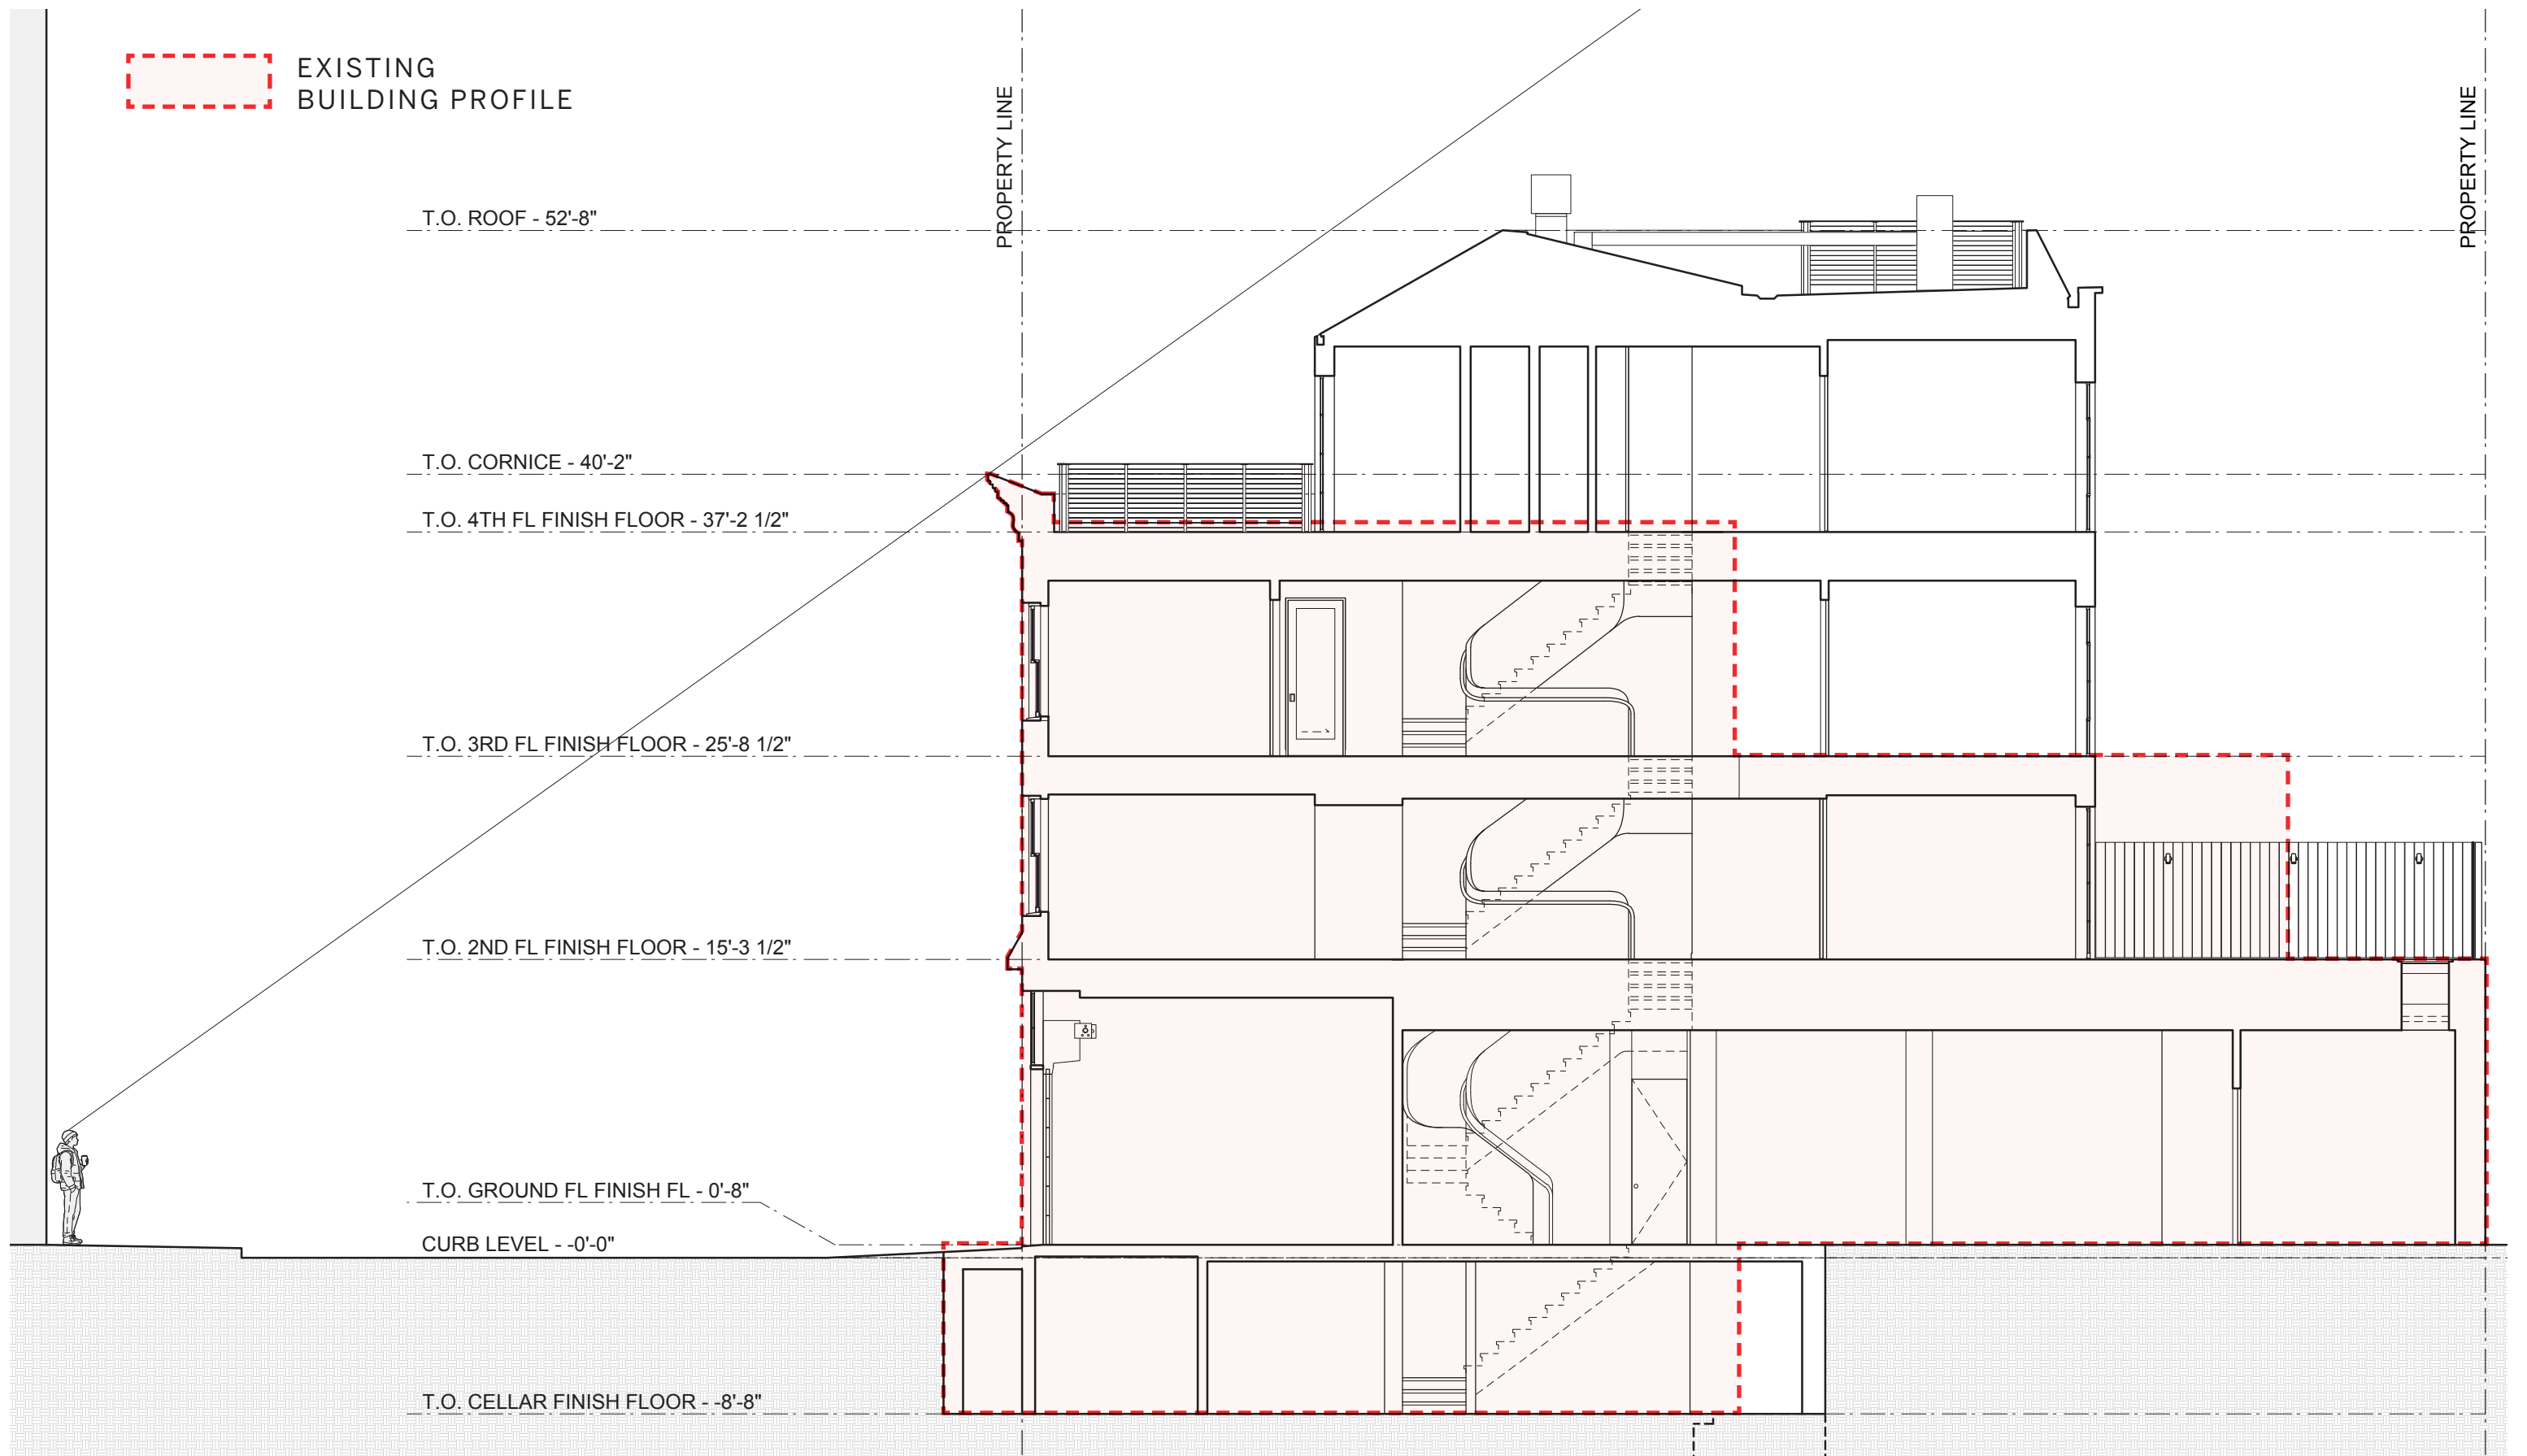 EXISTING
BUILDING PROFILE
PROPERTY LINE
PROPERTY LINE
T.O. ROOF - 52'-8"
T.O. CORNICE - 40'-2"
T.O. 4TH FL FINISH FLOOR - 37'-2 1/2"
T.O. 3RD FL FINISH FLOOR - 25'-8 1/2"
T.O. 2ND FL FINISH FLOOR - 15'-3 1/2"
T.O. GROUND FL FINISH FL - 0'-8"
CURB LEVEL - -0'-0"
T.O. CELLAR FINISH FLOOR - -8'-8"